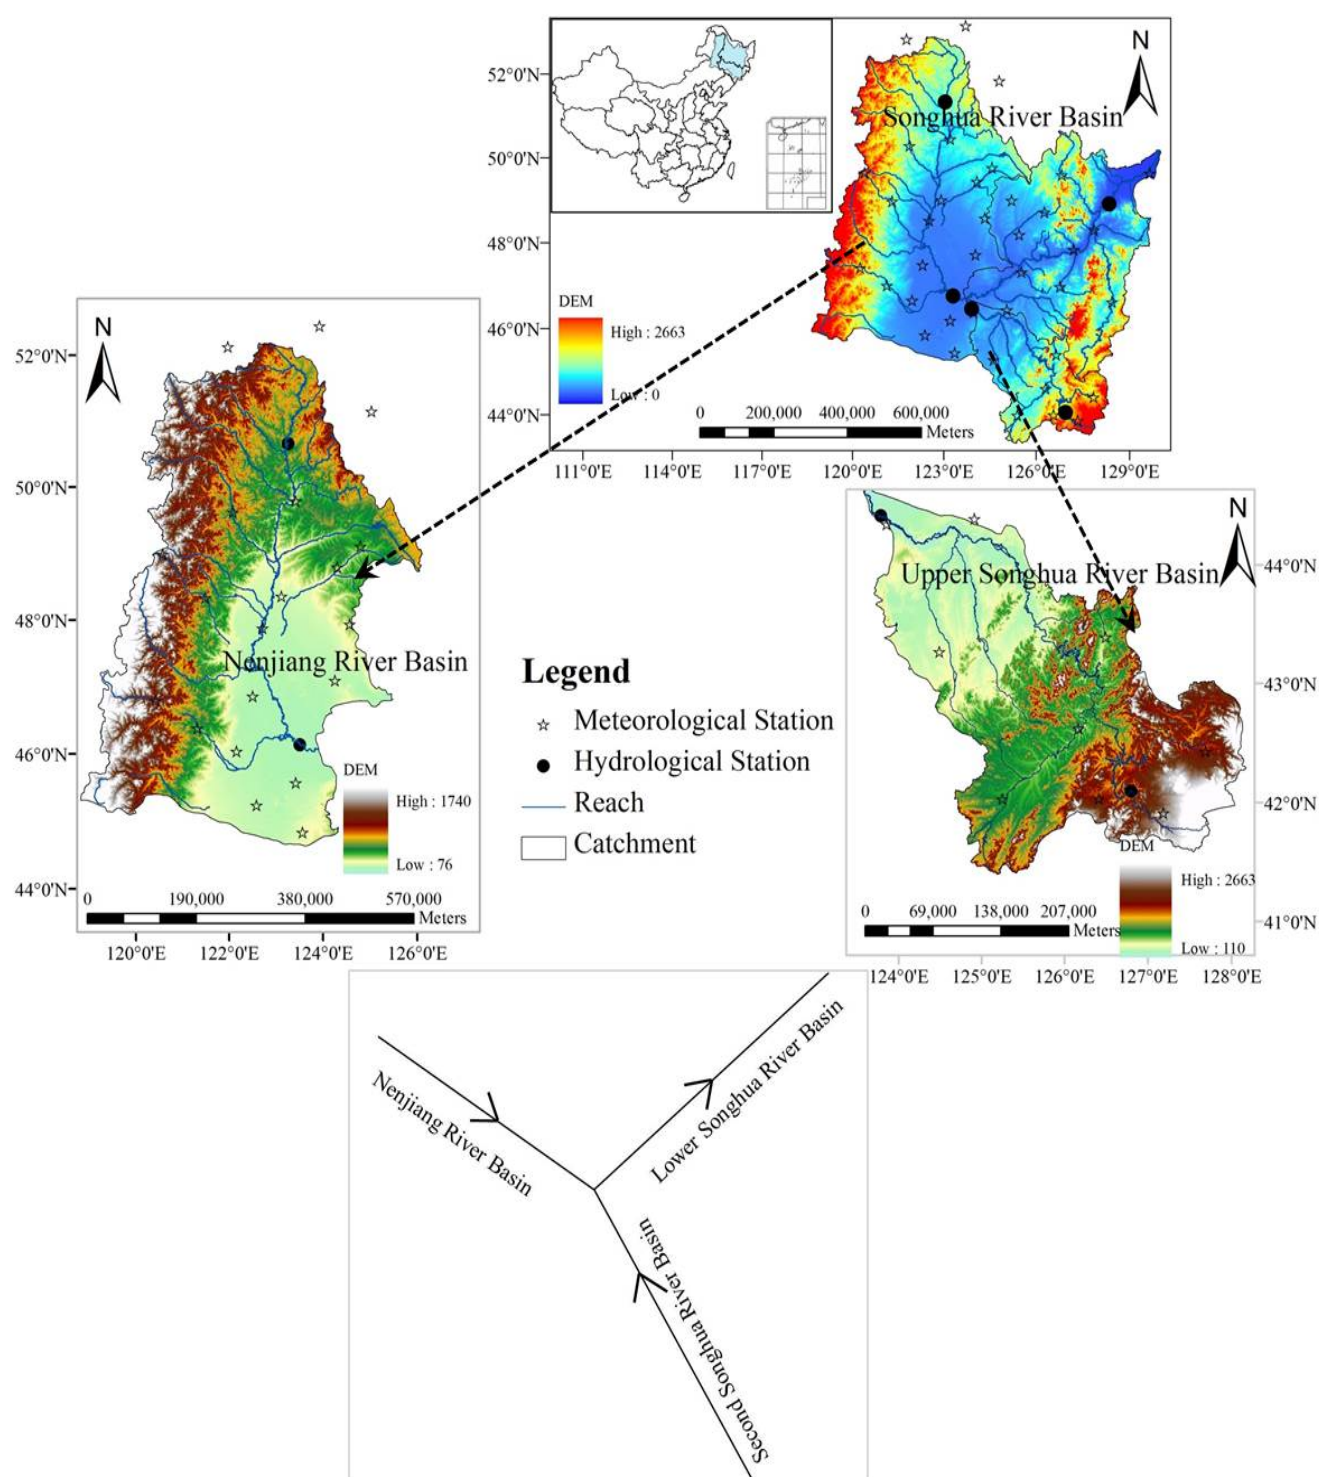 N
52°0'N
Songhua River Basin
50°0'N
48°0'N
DEM
46°0'N
High : 2663
Low : 0
44°0'N
0 200,000 400,000 600,000
Meters
111°0'E 114°0'E 117°0'E 120°0'E 123°0'E 126°0'E 129°0'E
N
52°0'N
50°0'N
48°0'N
Nenjiang River Basin
46°0'N
DEM
High : 1740
Low : 76
44°0'N
0 190,000 380,000 570,000
Meters
120°0'E 122°0'E 124°0'E 126°0'E
Legend
Meteorological Station
Hydrological Station
Reach
Catchment
N
44°0'N
Upper Songhua River Basin
43°0'N
42°0'N
DEM
High : 2663
0 69,000 138,000 207,000
Meters
41°0'N
Low : 110
124°0'E 125°0'E 126°0'E 127°0'E 128°0'E
Nenjiang River Basin
Lower Songhua River Basin
Second Songhua River Basin